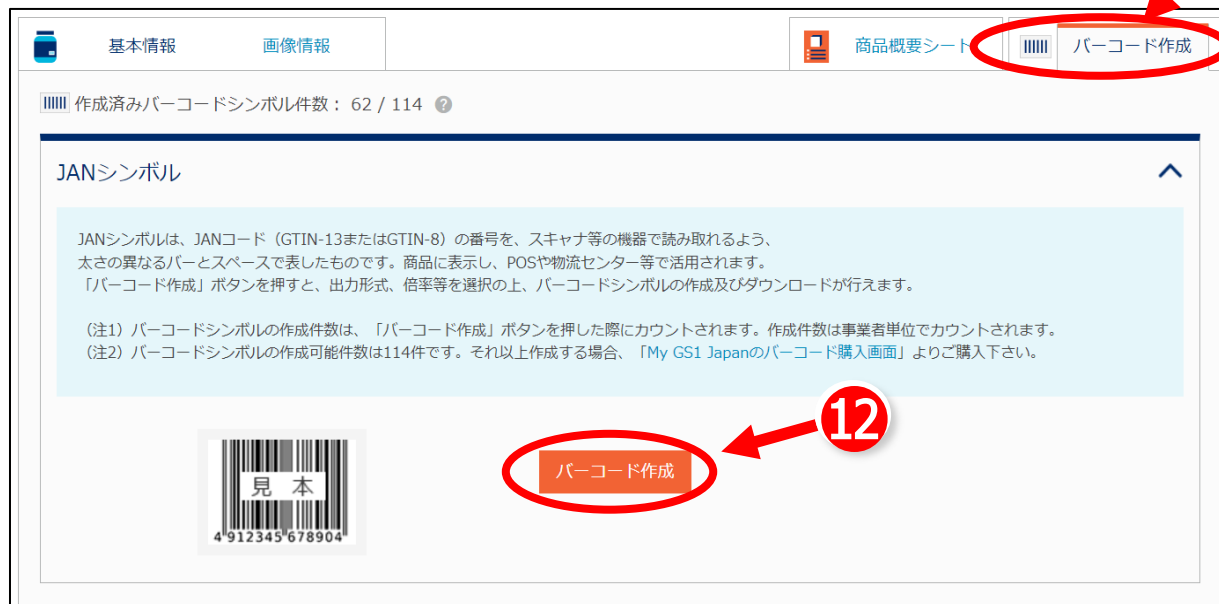 基本情報
画像情報
商品概要シート
バーコード作成
作成済みバーコードシンボル件数： 62 / 114 ?
JANシンボル
JANシンボルは、JANコード（GTIN-13またはGTIN-8）の番号を、スキャナ等の機器で読み取れるよう、
太さの異なるバーとスペースで表したものです。商品に表示し、POSや物流センター等で活用されます。
「バーコード作成」ボタンを押すと、出力形式、倍率等を選択の上、バーコードシンボルの作成及びダウンロードが行えます。
（注1）バーコードシンボルの作成件数は、「バーコード作成」ボタンを押した際にカウントされます。作成件数は事業者単位でカウントされます。
（注2）バーコードシンボルの作成可能件数は114件です。それ以上作成する場合、「My GS1 Japanのバーコード購入画面」よりご購入下さい。
12
バーコード作成
見 本
4"912345"678904"